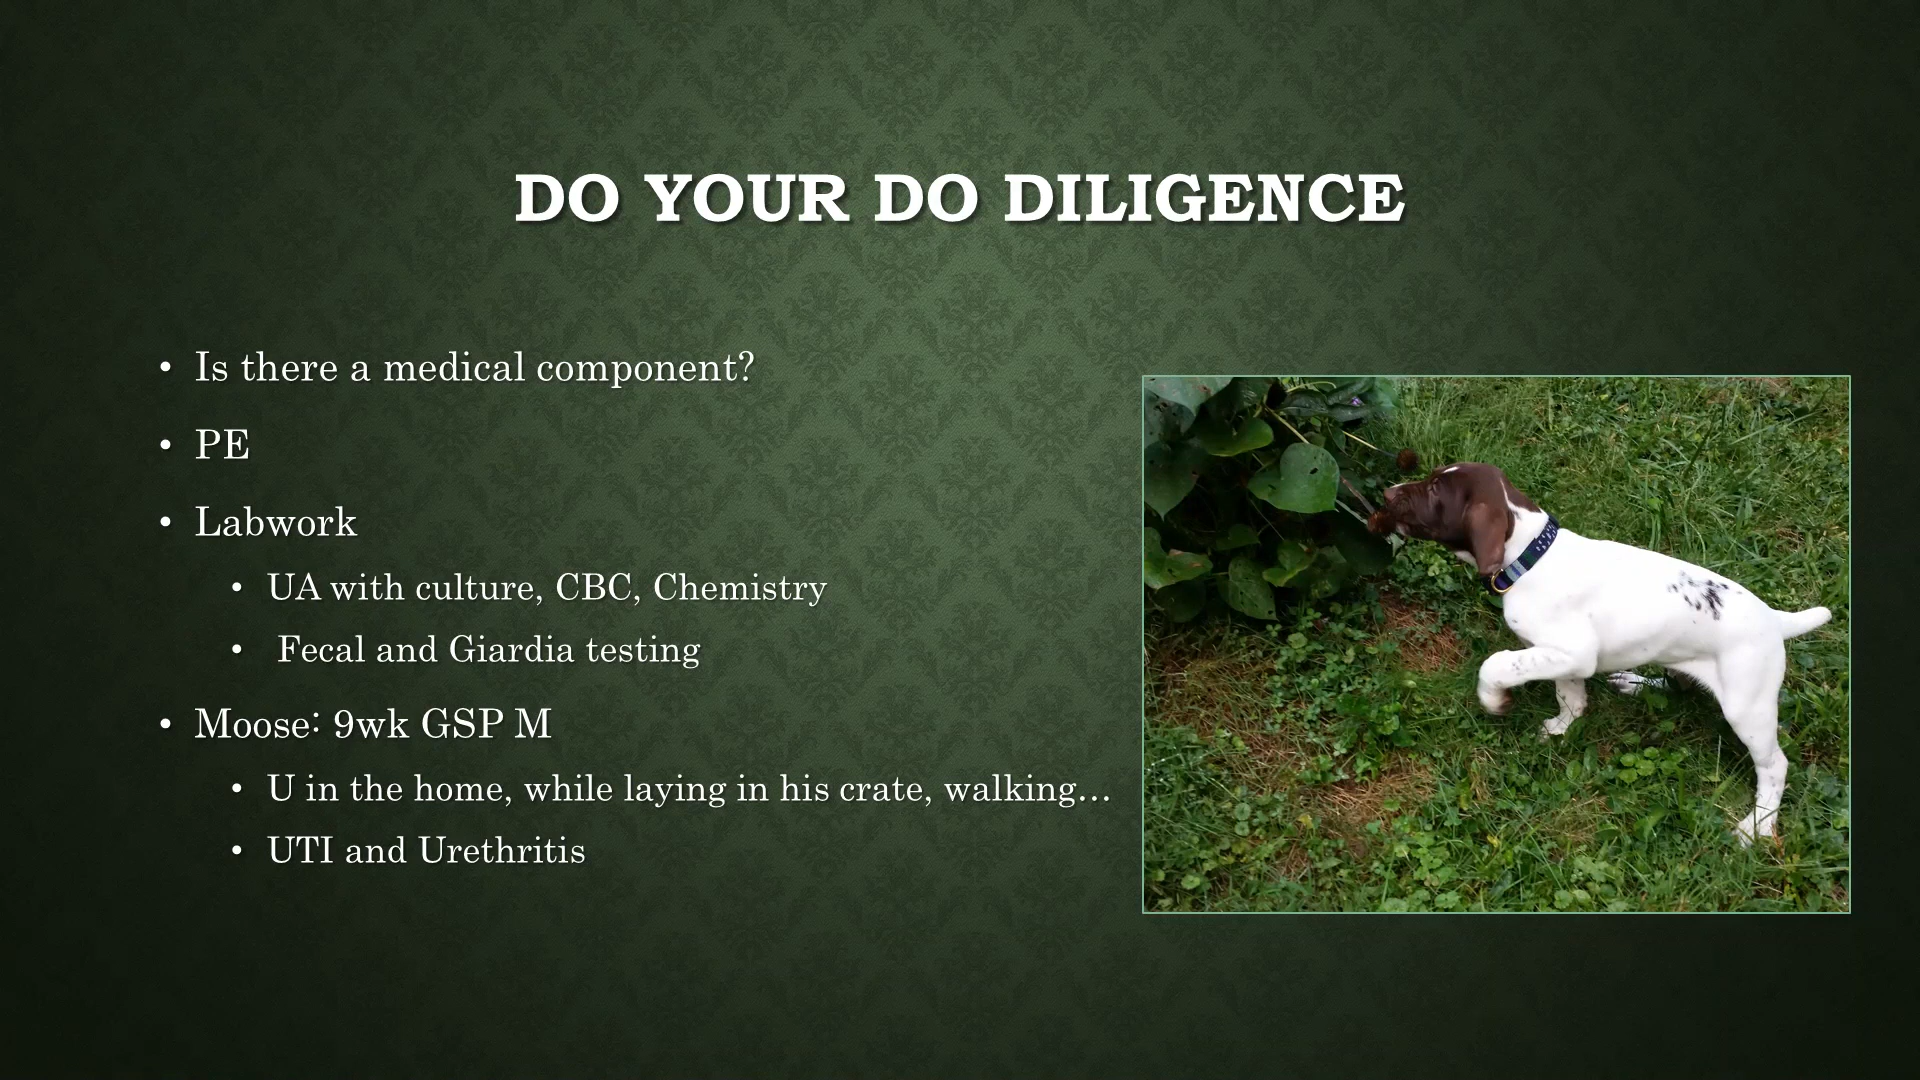 DO YOUR DO DILIGENCE
• Is there a medical component?
• PE
• Labwork
• UA with culture, CBC, Chemistry
• Fecal and Giardia testing
• Moose: 9wk GSP M
• U in the home, while laying in his crate, walking…
• UTI and Urethritis